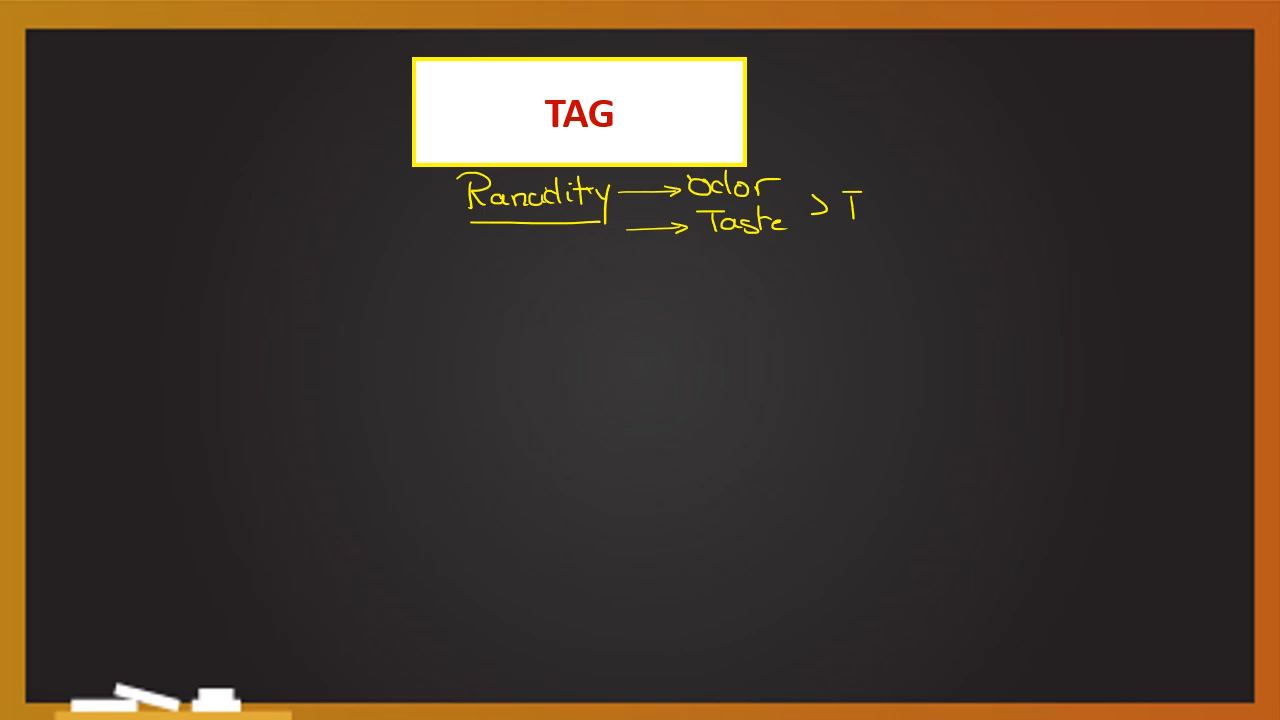 TAG
Rancidity → Odor
→ Taste > T